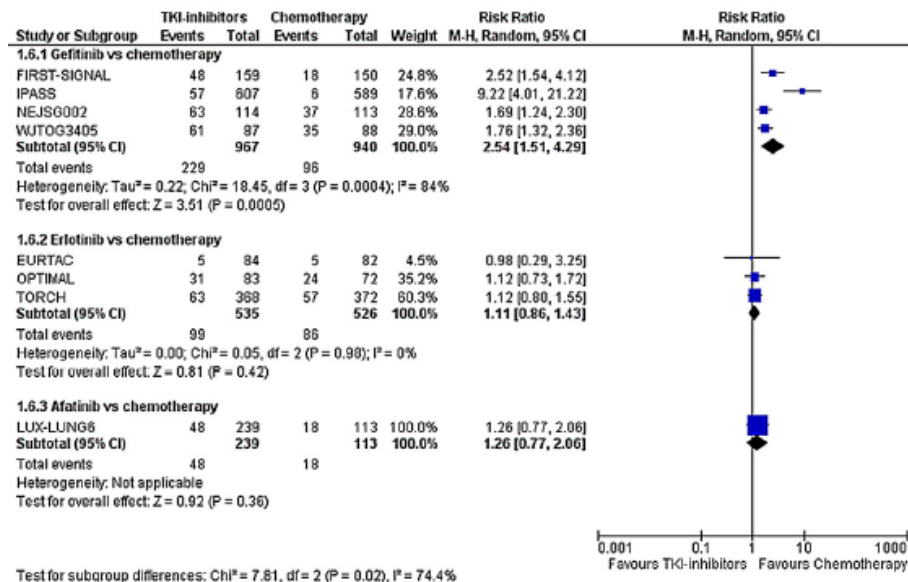 TKI-inhibitors Chemotherapy Risk Ratio Risk Ratio
Study or Subgroup Events Total Events Total Weight M-H, Random, 95% CI M-H, Random, 95% CI
1.6.1 Gefitinib vs chemotherapy
FIRST-SIGNAL 48 159 18 150 24.8% 2.52 [1.54, 4.12]
IPASS 57 607 6 589 17.6% 9.22 [4.01, 21.22]
NEJSG002 63 114 37 113 28.6% 1.69 [1.24, 2.30]
WJTOG3405 61 87 35 88 29.0% 1.76 [1.32, 2.36]
Subtotal (95% CI) 967 940 100.0% 2.54 [1.51, 4.29]
Total events 229 96
Heterogeneity: Tau² = 0.22; Chi² = 18.45, df = 3 (P = 0.0004); I² = 84%
Test for overall effect: Z = 3.51 (P = 0.0005)
1.6.2 Erlotinib vs chemotherapy
EURTAC 5 84 5 82 4.5% 0.98 [0.29, 3.25]
OPTIMAL 31 83 24 72 35.2% 1.12 [0.73, 1.72]
TORCH 63 368 57 372 60.3% 1.12 [0.80, 1.55]
Subtotal (95% CI) 535 526 100.0% 1.11 [0.86, 1.43]
Total events 99 86
Heterogeneity: Tau² = 0.00; Chi² = 0.05, df = 2 (P = 0.98); I² = 0%
Test for overall effect: Z = 0.81 (P = 0.42)
1.6.3 Afatinib vs chemotherapy
LUX-LUNG6 48 239 18 113 100.0% 1.26 [0.77, 2.06]
Subtotal (95% CI) 239 113 100.0% 1.26 [0.77, 2.06]
Total events 48 18
Heterogeneity: Not applicable
Test for overall effect: Z = 0.92 (P = 0.36)
0.001 0.1 1 10 1000
Favours TKI-inhibitors Favours Chemotherapy
Test for subgroup differences: Chi² = 7.81, df = 2 (P = 0.02), I² = 74.4%